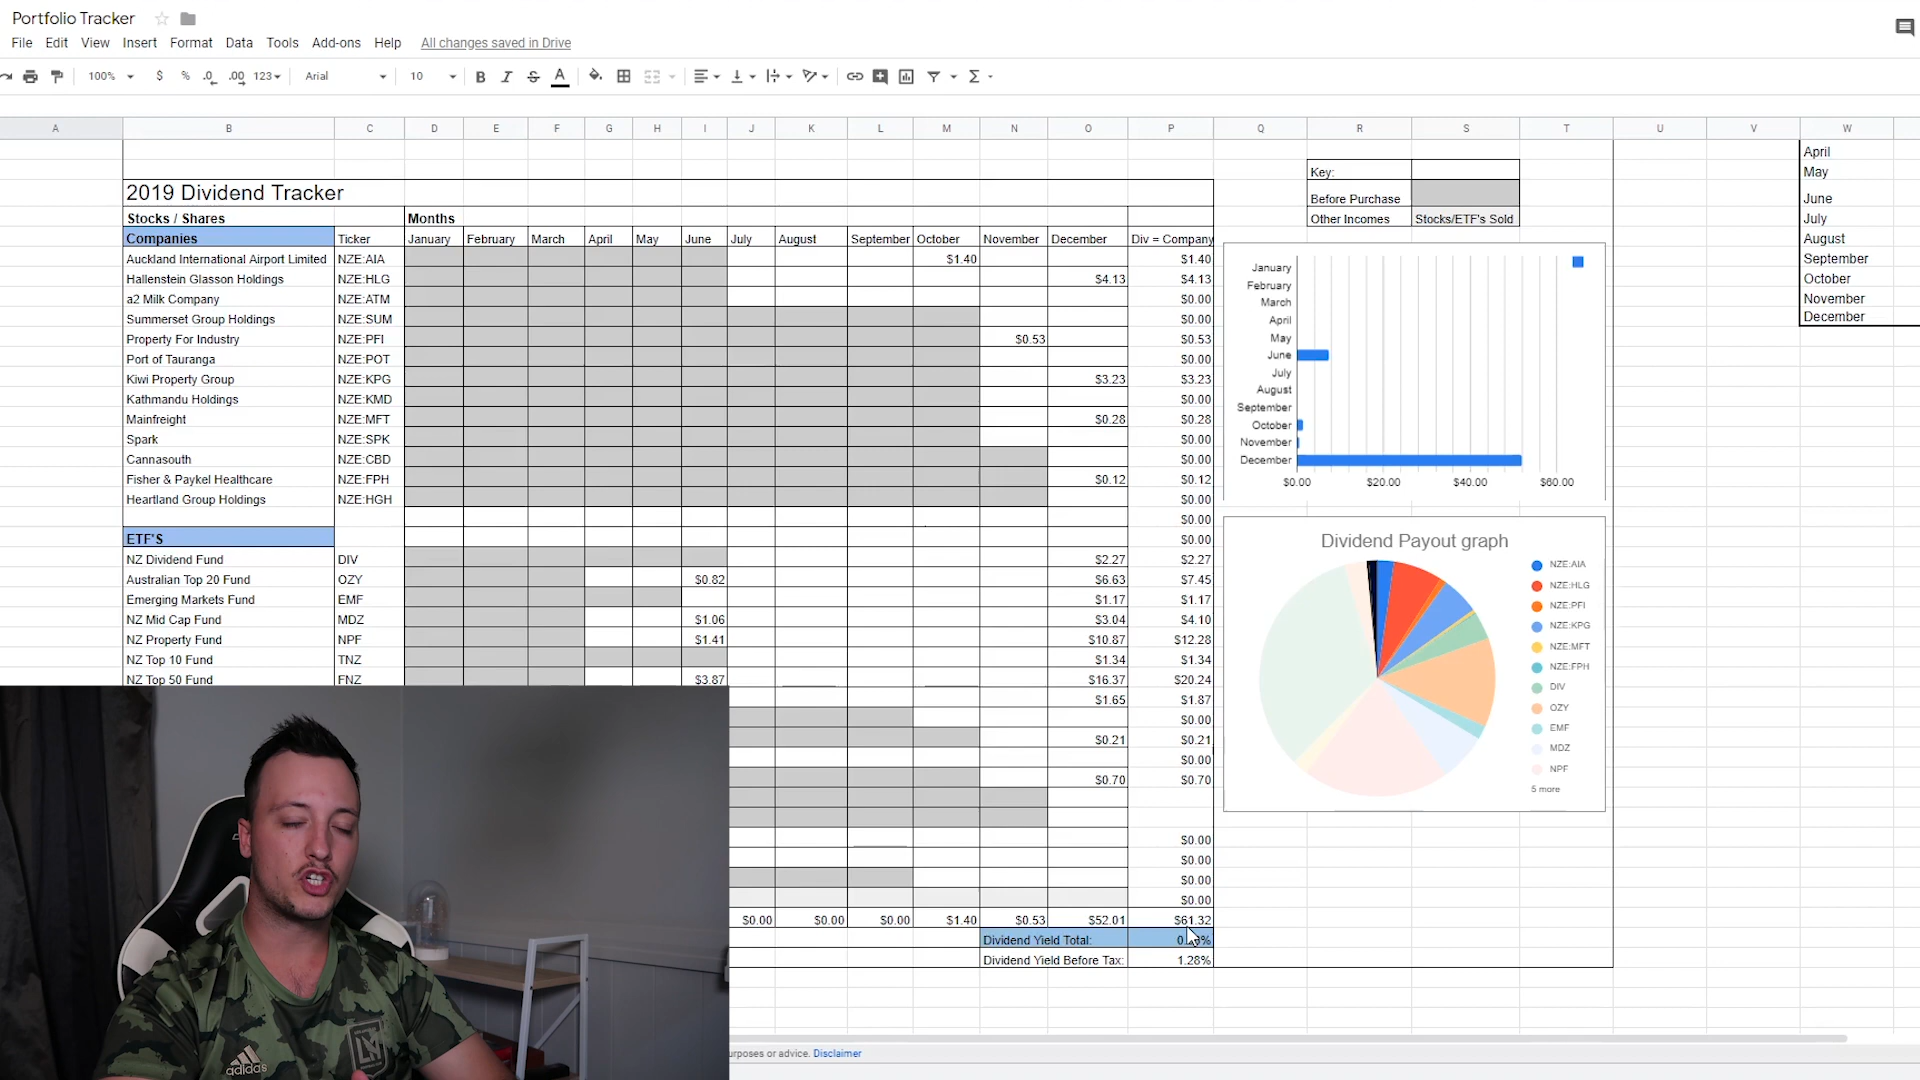 Portfolio Tracker
File Edit View Insert Format Data Tools Add-ons Help All changes saved in Drive
100% $ % .0 .00 123 Arial 10 B I S A
A B C D E F G H I J K L M N O P Q R S T U V W
April
Key: May
2019 Dividend Tracker Before Purchase June
Stocks / Shares Months Other Incomes Stocks/ETF's Sold July
Companies Ticker January February March April May June July August September October November December Div = Company August
Auckland International Airport Limited NZE:AIA $1.40 $1.40 September
Hallenstein Glasson Holdings NZE:HLG $4.13 $4.13 October
a2 Milk Company NZE:ATM $0.00 November
Summerset Group Holdings NZE:SUM $0.00 December
Property For Industry NZE:PFI $0.53 $0.53
Port of Tauranga NZE:POT $0.00
Kiwi Property Group NZE:KPG $3.23 $3.23
Kathmandu Holdings NZE:KMD $0.00
Mainfreight NZE:MFT $0.28 $0.28
Spark NZE:SPK $0.00
Cannasouth NZE:CBD $0.00
Fisher & Paykel Healthcare NZE:FPH $0.12 $0.12
Heartland Group Holdings NZE:HGH $0.00
$0.00
ETF'S $0.00
NZ Dividend Fund DIV $2.27 $2.27
Australian Top 20 Fund OZY $0.82 $6.63 $7.45
Emerging Markets Fund EMF $1.17 $1.17
NZ Mid Cap Fund MDZ $1.06 $3.04 $4.10
NZ Property Fund NPF $1.41 $10.87 $12.28
NZ Top 10 Fund TNZ $1.34 $1.34
NZ Top 50 Fund FNZ $3.87 $16.37 $20.24
$1.65 $1.87
$0.00
$0.21 $0.21
$0.00
$0.70 $0.70
$0.00
$0.00
$0.00
$0.00
$0.00 $0.00 $0.00 $1.40 $0.53 $52.01 $61.32
Dividend Yield Total:
Dividend Yield Before Tax: 1.28%
January
February
March
April
May
June
July
August
September
October
November
December
$0.00 $20.00 $40.00 $60.00
Dividend Payout graph
NZE:AIA
NZE:HLG
NZE:PFI
NZE:KPG
NZE:MFT
NZE:FPH
DIV
OZY
EMF
MDZ
NPF
5 more
urposes or advice. Disclaimer
adidas